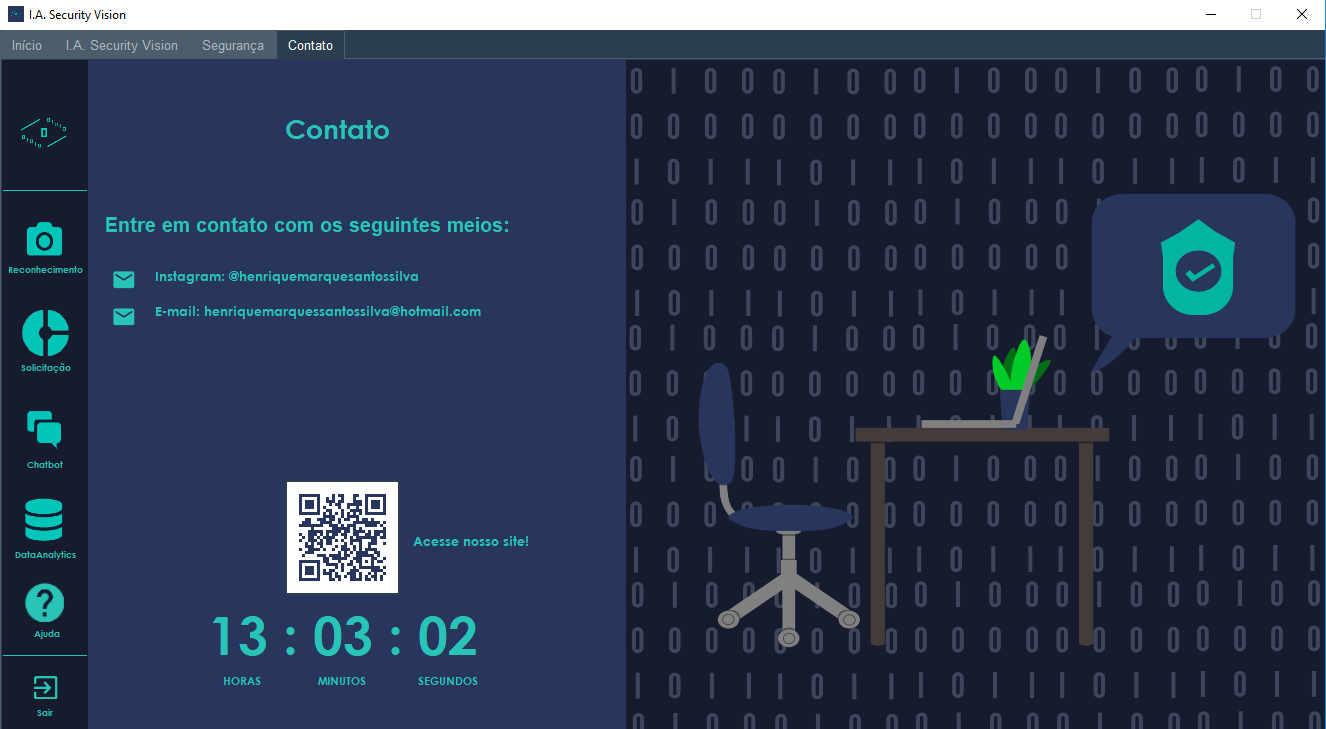 I.A. Security Vision
Início I.A. Security Vision Segurança Contato
Contato
Entre em contato com os seguintes meios:
Instagram: @henriquemarquesantossilva
E-mail: henriquemarquessantossilva@hotmail.com
Reconhecimento
Solicitação
Chatbot
DataAnalytics
Ajuda
Sair
Acesse nosso site!
13 : 03 : 02
HORAS MINUTOS SEGUNDOS